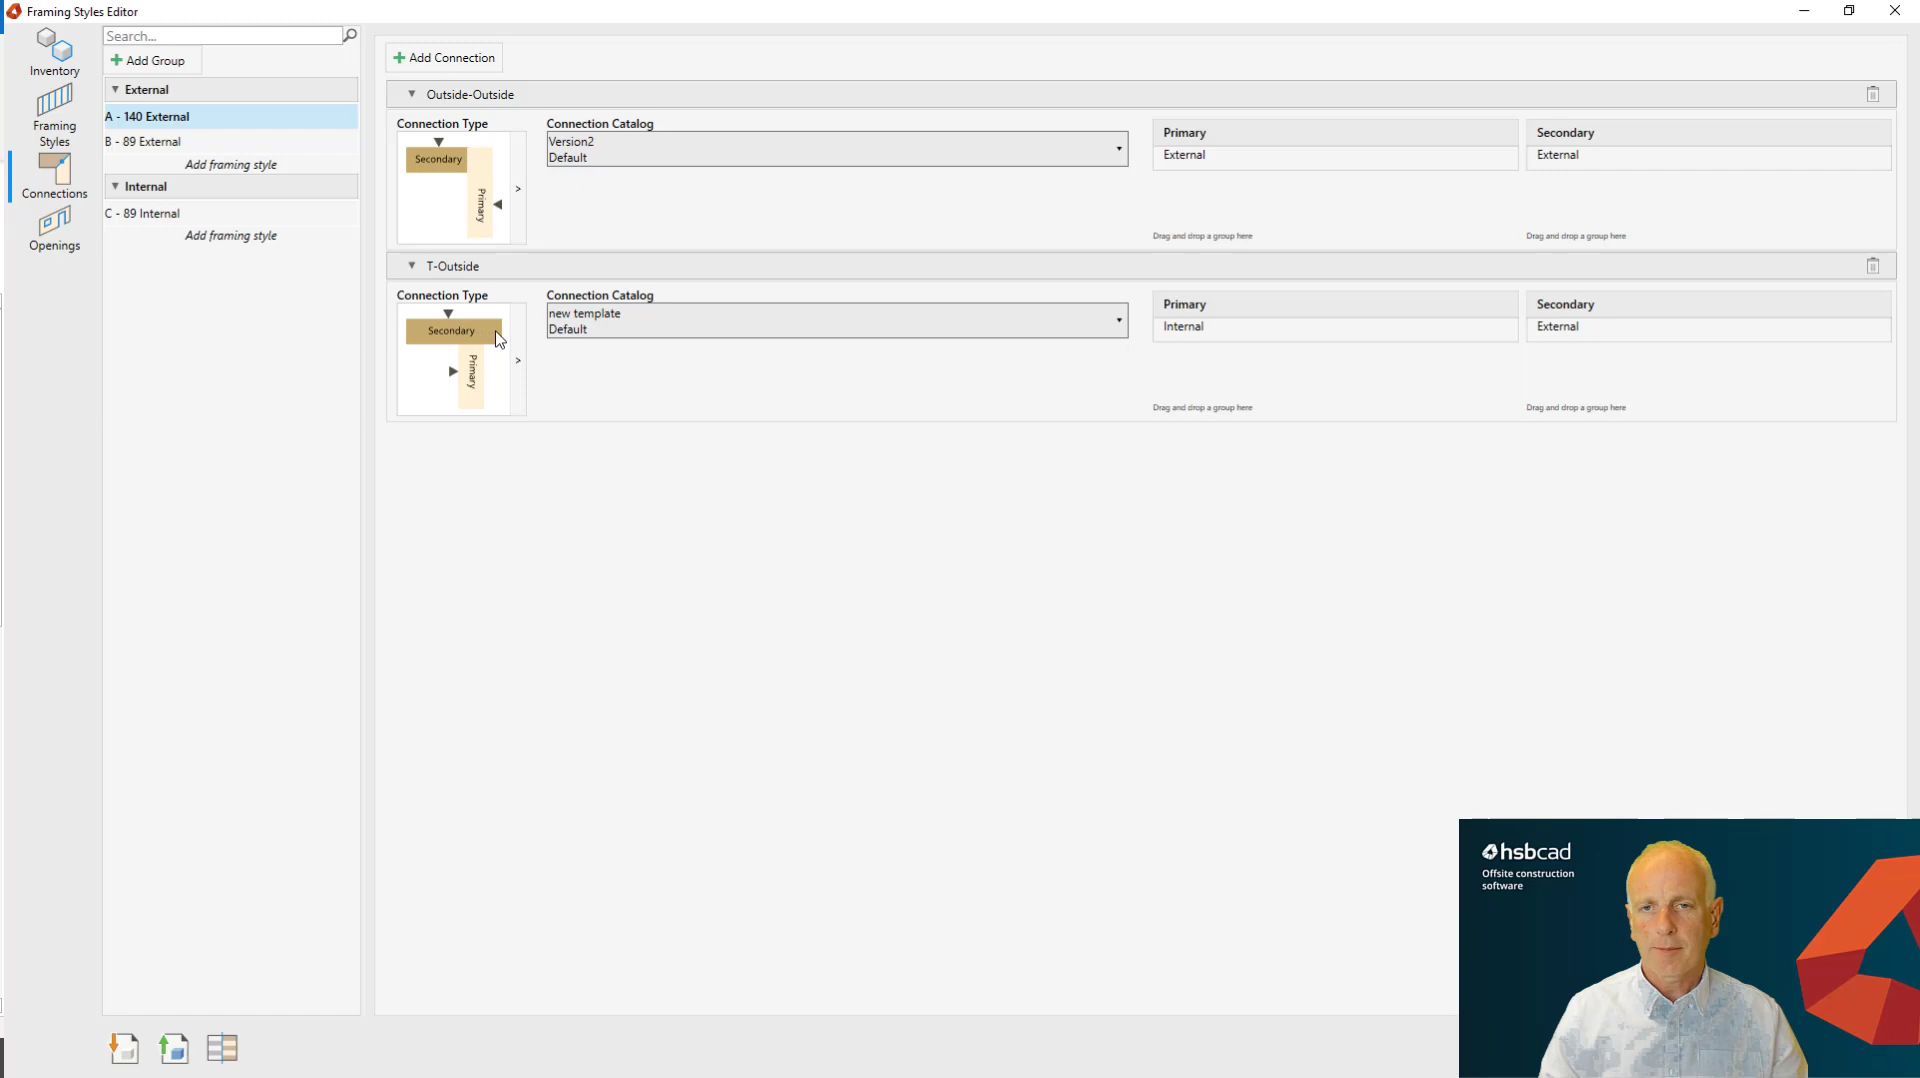 Framing Styles Editor
Search...
Add Group
External
A - 140 External
B - 89 External
Add framing style
Internal
C - 89 Internal
Add framing style
Inventory
Framing
Styles
Connections
Openings
Add Connection
Outside-Outside
Connection Type
Secondary
Primary
>
Connection Catalog
Version2
Default
Primary
External
Drag and drop a group here
Secondary
External
Drag and drop a group here
T-Outside
Connection Type
Secondary
Primary
>
Connection Catalog
new template
Default
Primary
Internal
Drag and drop a group here
Secondary
External
Drag and drop a group here
hsbcad
Offsite construction
software